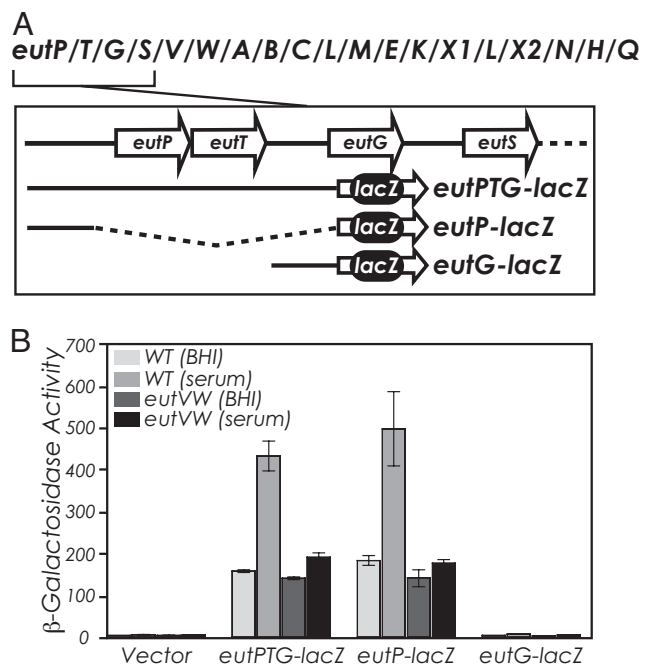 A
eutP/T/G/S/V/W/A/B/C/L/M/E/K/X1/L/X2/N/H/Q
eutP eutT eutG eutS
lacZ eutPTG-lacZ
lacZ eutP-lacZ
lacZ eutG-lacZ
B
β-Galactosidase Activity
700
600
500
400
300
200
100
0
WT (BHI)
WT (serum)
eutVW (BHI)
eutVW (serum)
Vector eutPTG-lacZ eutP-lacZ eutG-lacZ